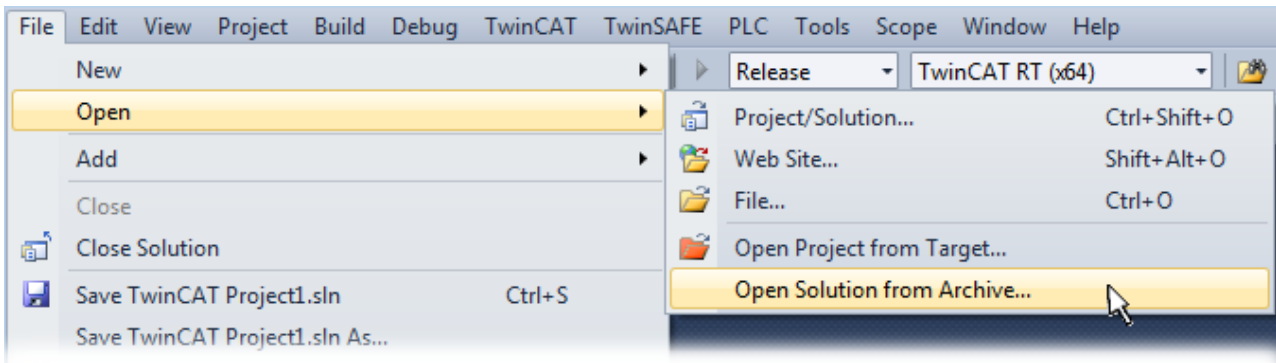 File Edit View Project Build Debug TwinCAT TwinSAFE PLC Tools Scope Window Help
New
Release TwinCAT RT (x64)
Open
Project/Solution... Ctrl+Shift+O
Add
Web Site... Shift+Alt+O
Close
File... Ctrl+O
Close Solution
Open Project from Target...
Save TwinCAT Project1.sln Ctrl+S
Open Solution from Archive...
Save TwinCAT Project1.sln As...